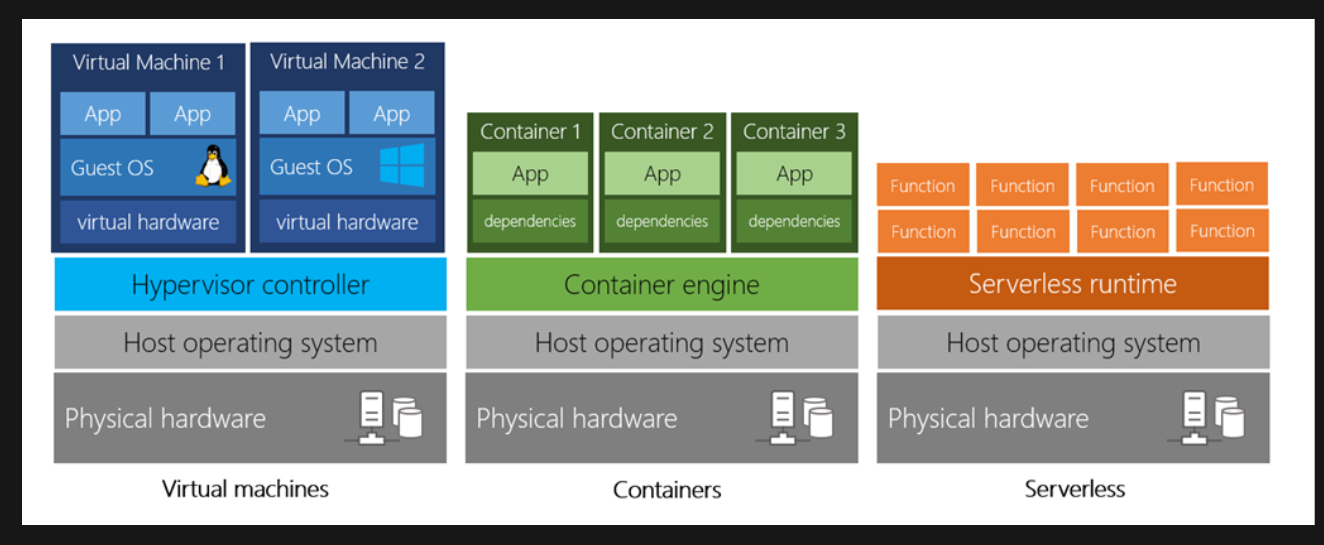 Virtual Machine 1
App App
Guest OS
virtual hardware
Virtual Machine 2
App App
Guest OS
virtual hardware
Hypervisor controller
Host operating system
Physical hardware
Virtual machines
Container 1
App
dependencies
Container 2
App
dependencies
Container 3
App
dependencies
Container engine
Host operating system
Physical hardware
Containers
Function Function Function Function
Function Function Function Function
Serverless runtime
Host operating system
Physical hardware
Serverless